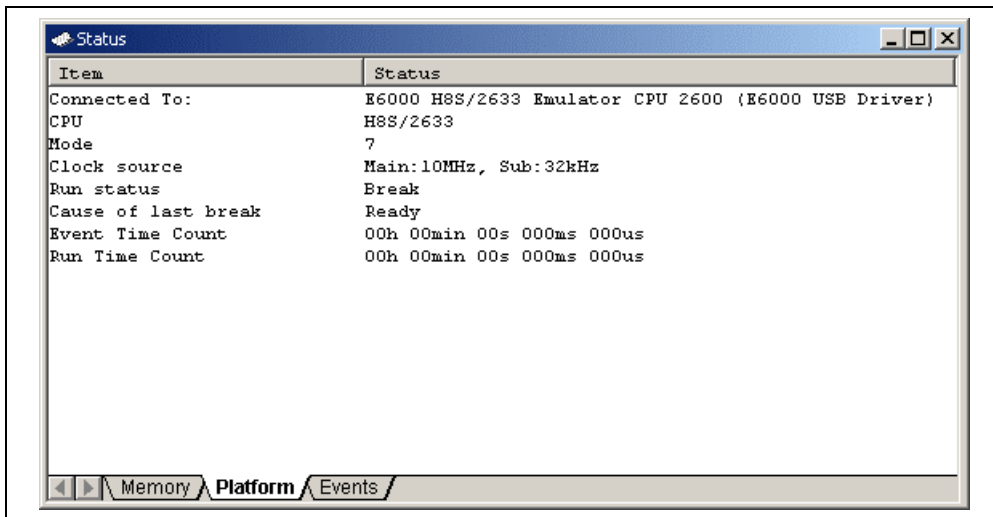 Status
Item Status
Connected To: E6000 H8S/2633 Emulator CPU 2600 (E6000 USB Driver)
CPU H8S/2633
Mode 7
Clock source Main:10MHz, Sub:32kHz
Run status Break
Cause of last break Ready
Event Time Count 00h 00min 00s 000ms 000us
Run Time Count 00h 00min 00s 000ms 000us
Memory Platform Events